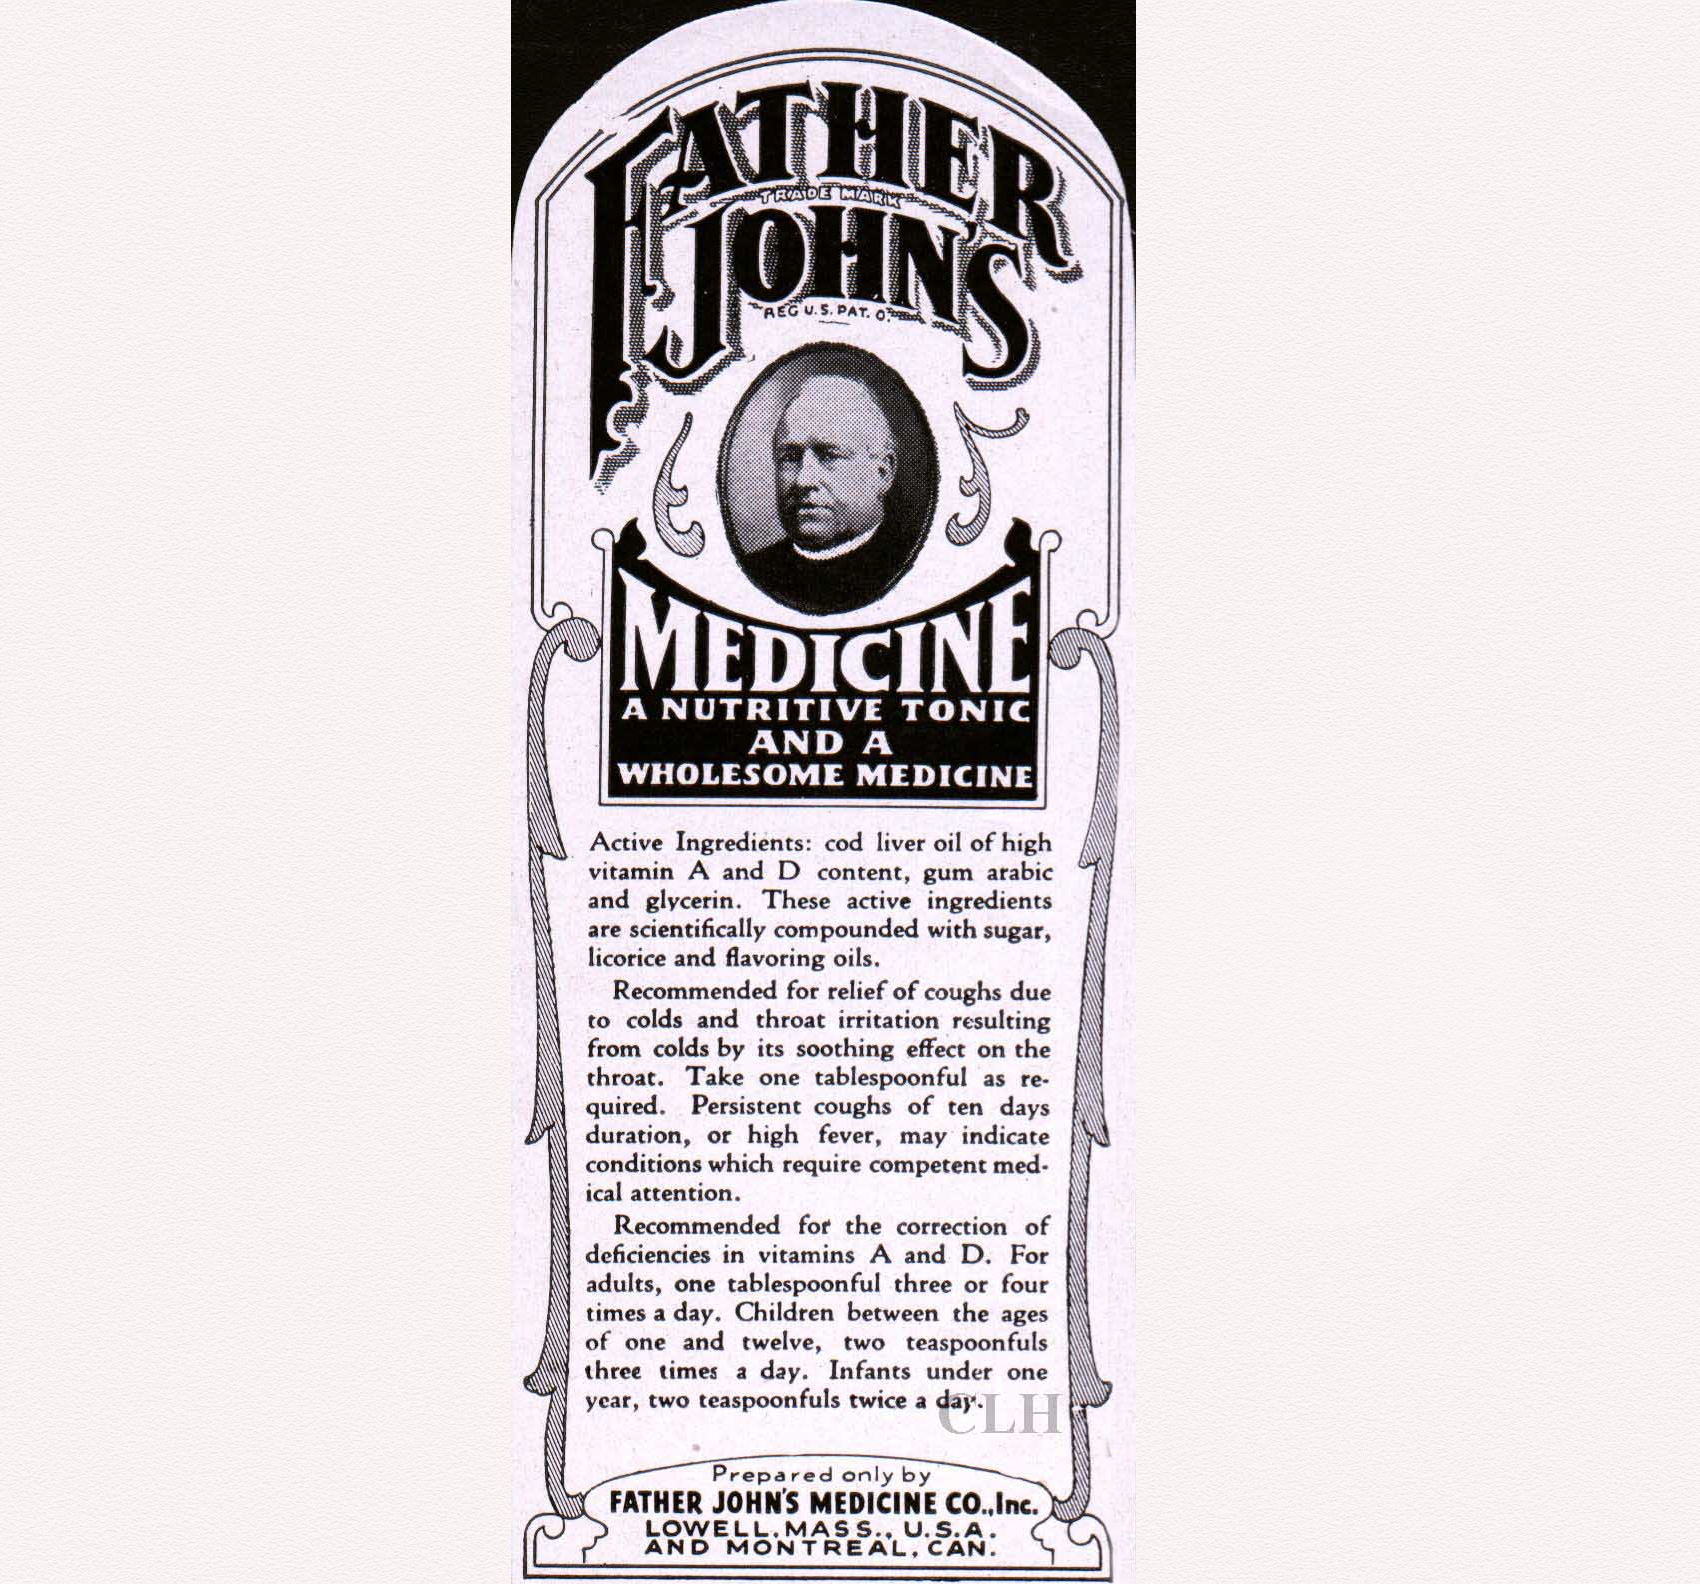 FATHER
TRADE MARK
JOHN'S
REG U.S. PAT. O.
MEDICINE
A NUTRITIVE TONIC
AND A
WHOLESOME MEDICINE
Active Ingredients: cod liver oil of high
vitamin A and D content, gum arabic
and glycerin. These active ingredients
are scientifically compounded with sugar,
licorice and flavoring oils.
Recommended for relief of coughs due
to colds and throat irritation resulting
from colds by its soothing effect on the
throat. Take one tablespoonful as re-
quired. Persistent coughs of ten days
duration, or high fever, may indicate
conditions which require competent med-
ical attention.
Recommended for the correction of
deficiencies in vitamins A and D. For
adults, one tablespoonful three or four
times a day. Children between the ages
of one and twelve, two teaspoonfuls
three times a day. Infants under one
year, two teaspoonfuls twice a day.
CLH
Prepared only by
FATHER JOHN'S MEDICINE CO., Inc.
LOWELL, MASS., U.S.A.
AND MONTREAL, CAN.